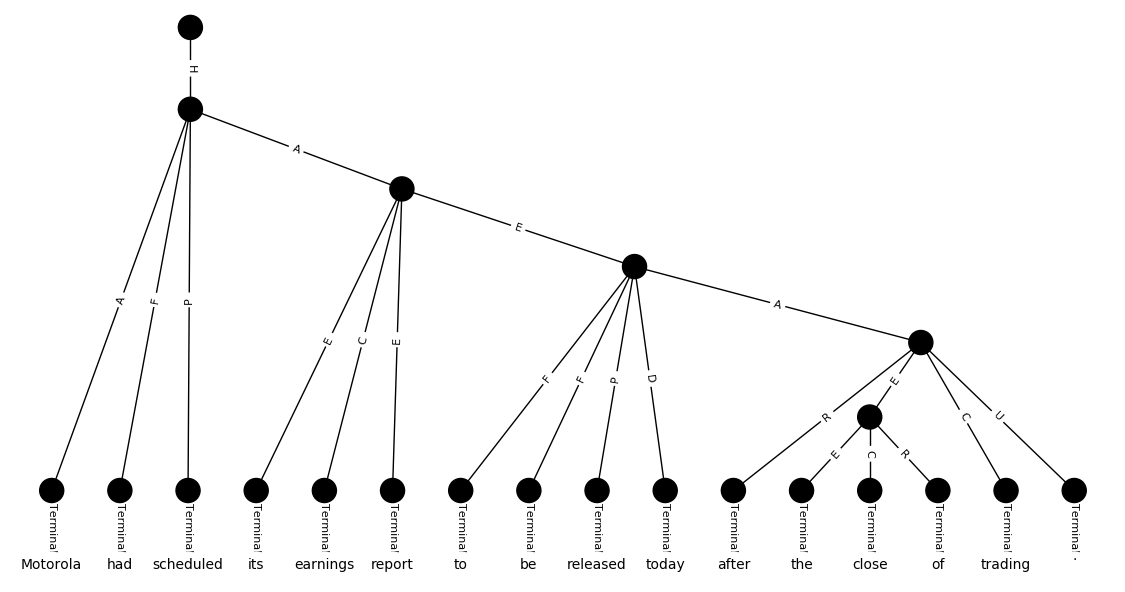 H
A
A
F
P
E
E
C
E
A
F
F
P
D
R
E
C
U
E
C
R
Terminal Terminal Terminal Terminal Terminal Terminal Terminal Terminal Terminal Terminal Terminal Terminal Terminal Terminal Terminal Terminal
Motorola had scheduled its earnings report to be released today after the close of trading .